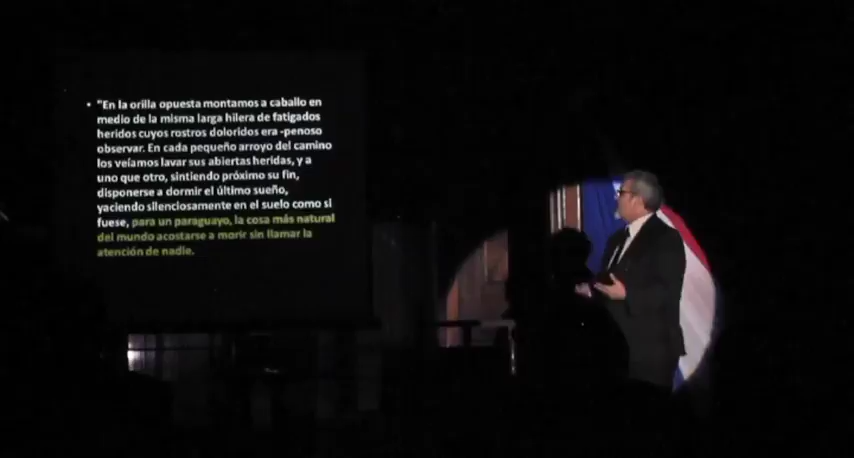 • "En la orilla opuesta montamos a caballo en
medio de la misma larga hilera de fatigados
heridos cuyos rostros doloridos era -penoso
observar. En cada pequeño arroyo del camino
los veíamos lavar sus abiertas heridas, y a
uno que otro, sintiendo próximo su fin,
disponerse a dormir el último sueño,
yaciendo silenciosamente en el suelo como si
fuese, para un paraguayo, la cosa más natural
del mundo acostarse a morir sin llamar la
atención de nadie.